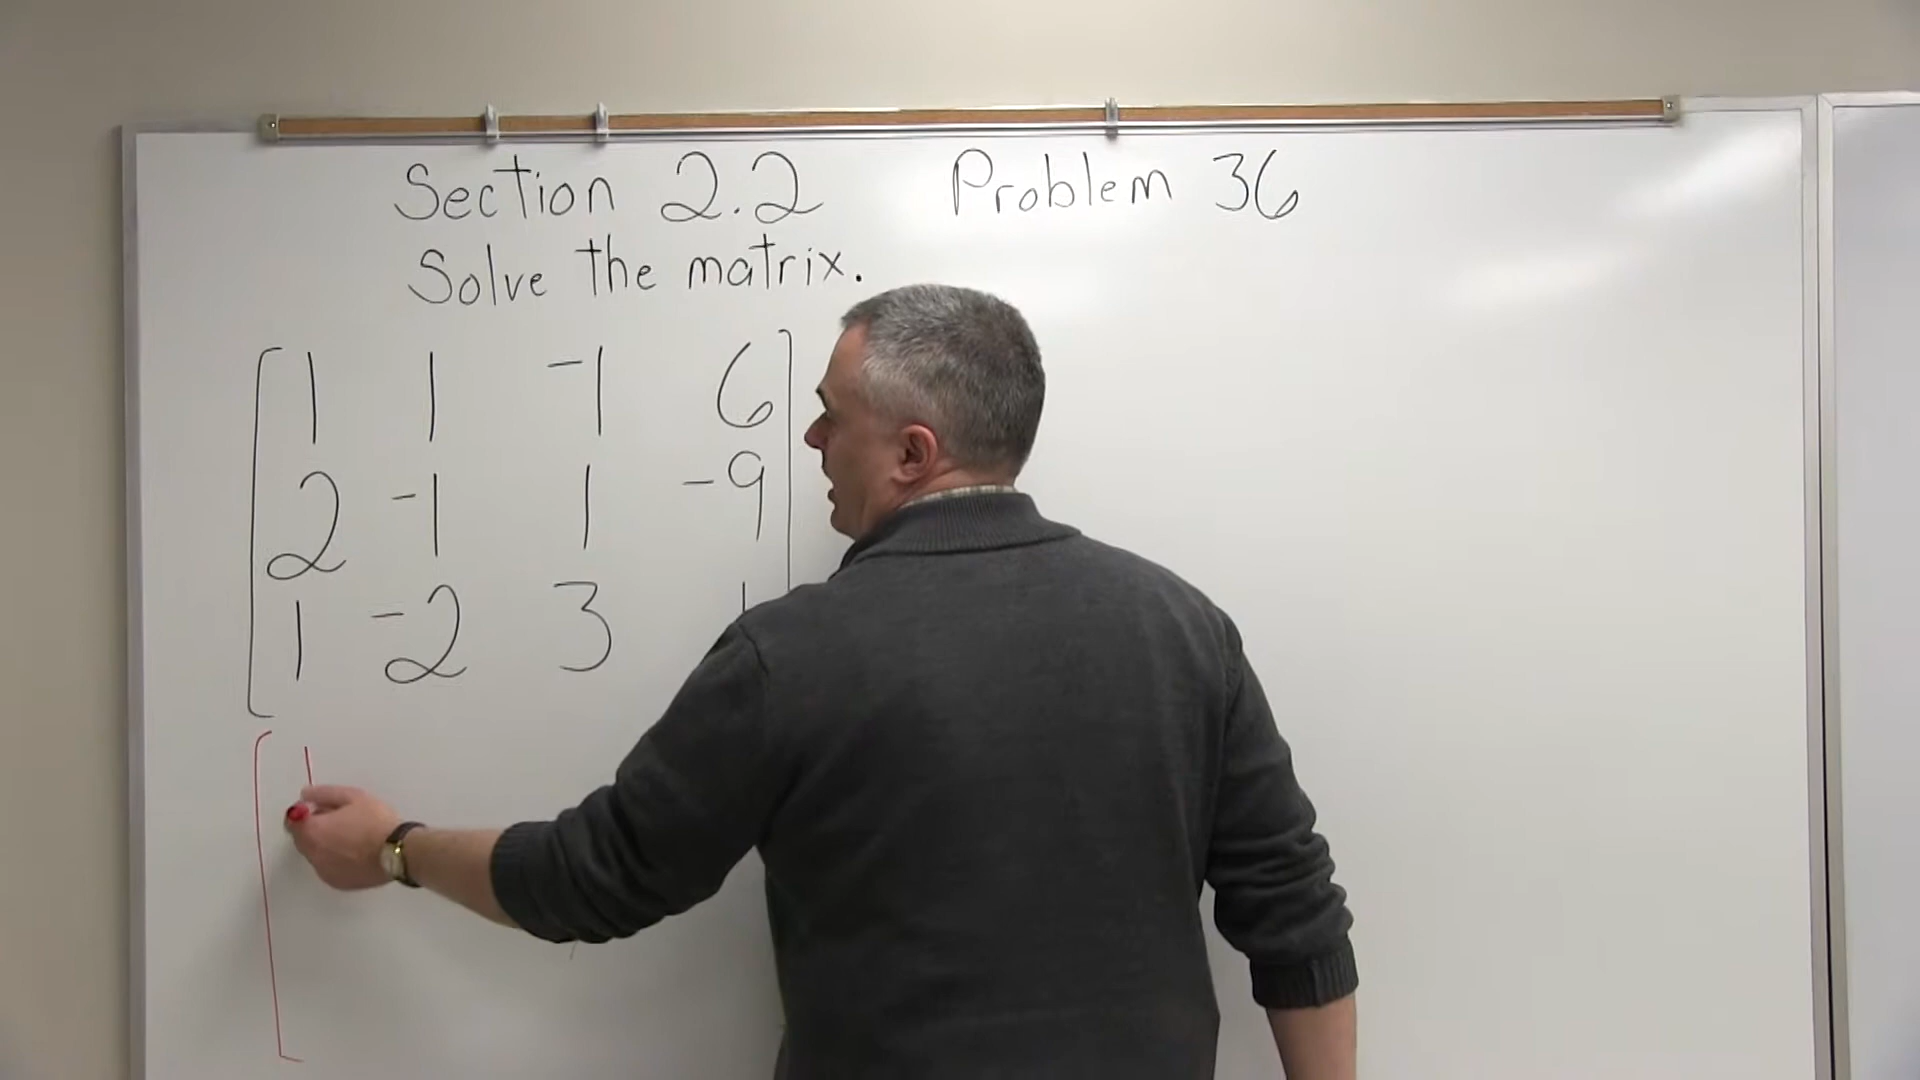 Section 2.2 Problem 36
Solve the matrix.
1 1 -1 6
2 -1 1 -9
1 -2 3
1